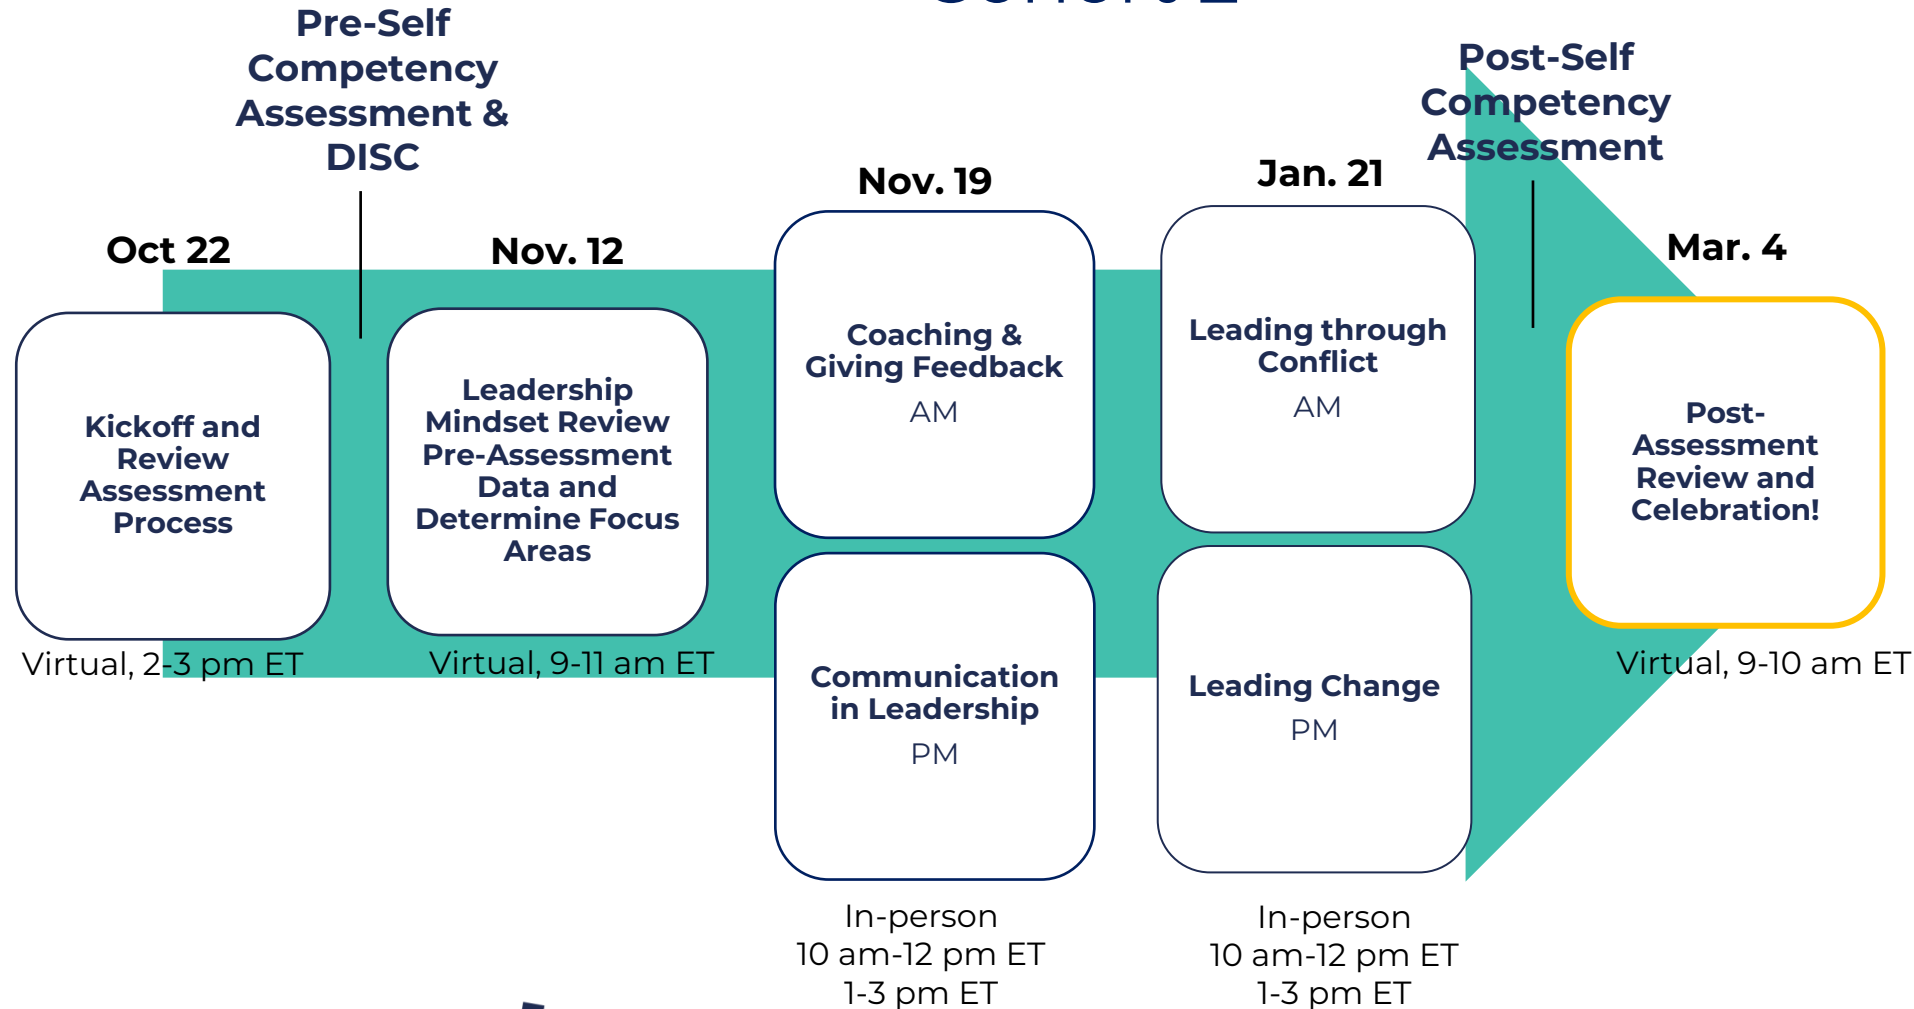 Cohort 2
Pre-Self
Competency
Assessment &
DISC
Post-Self
Competency
Assessment
Oct 22
Kickoff and
Review
Assessment
Process
Virtual, 2-3 pm ET
Nov. 12
Leadership
Mindset Review
Pre-Assessment
Data and
Determine Focus
Areas
Virtual, 9-11 am ET
Nov. 19
Coaching &
Giving Feedback
AM
Communication
in Leadership
PM
In-person
10 am-12 pm ET
1-3 pm ET
Jan. 21
Leading through
Conflict
AM
Leading Change
PM
In-person
10 am-12 pm ET
1-3 pm ET
Mar. 4
Post-
Assessment
Review and
Celebration!
Virtual, 9-10 am ET